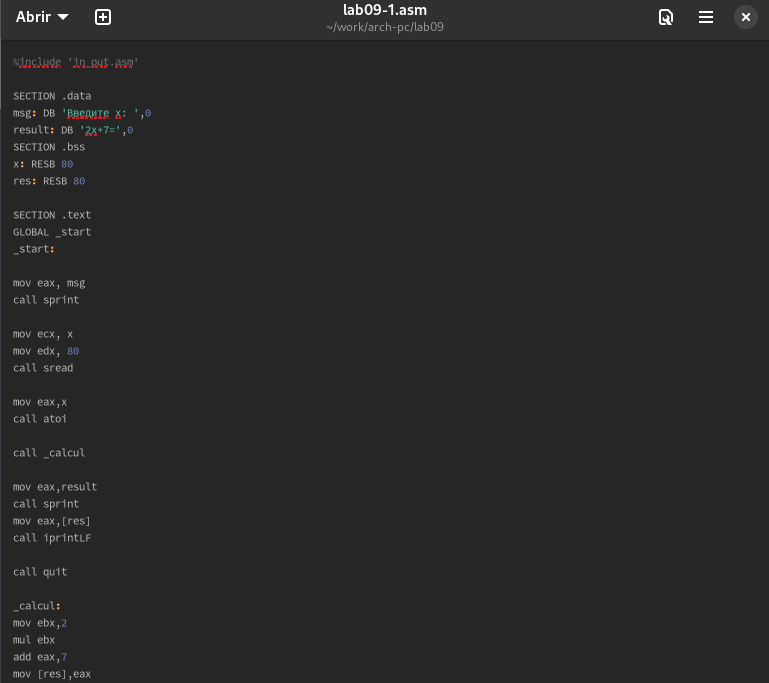 Abrir
lab09-1.asm
~/work/arch-pc/lab09
%include 'in_out.asm'
SECTION .data
msg: DB 'Введите x: ',0
result: DB '2x+7=',0
SECTION .bss
x: RESB 80
res: RESB 80
SECTION .text
GLOBAL _start
_start:
mov eax, msg
call sprint
mov ecx, x
mov edx, 80
call sread
mov eax,x
call atoi
call _calcul
mov eax,result
call sprint
mov eax,[res]
call iprintLF
call quit
_calcul:
mov ebx,2
mul ebx
add eax,7
mov [res],eax